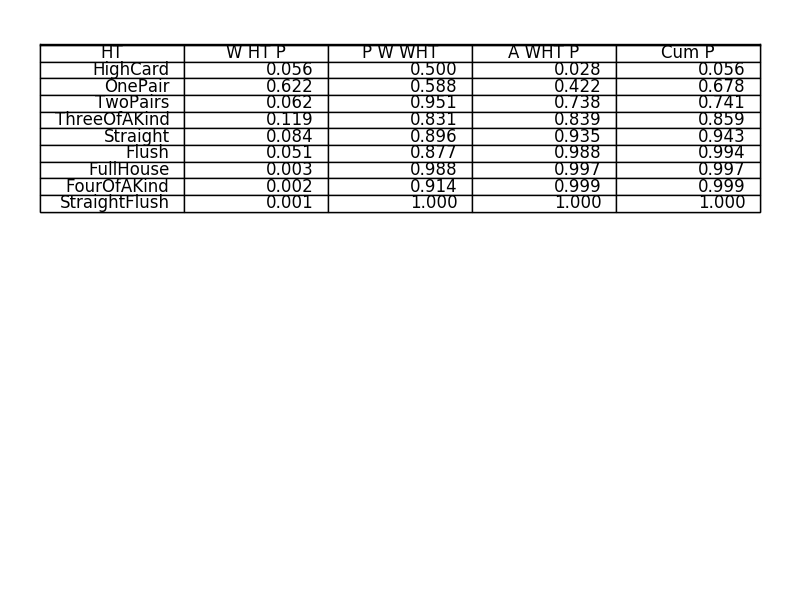 HT W HT P P W WHT A WHT P Cum P
HighCard 0.056 0.500 0.028 0.056
OnePair 0.622 0.588 0.422 0.678
TwoPairs 0.062 0.951 0.738 0.741
ThreeOfAKind 0.119 0.831 0.839 0.859
Straight 0.084 0.896 0.935 0.943
Flush 0.051 0.877 0.988 0.994
FullHouse 0.003 0.988 0.997 0.997
FourOfAKind 0.002 0.914 0.999 0.999
StraightFlush 0.001 1.000 1.000 1.000